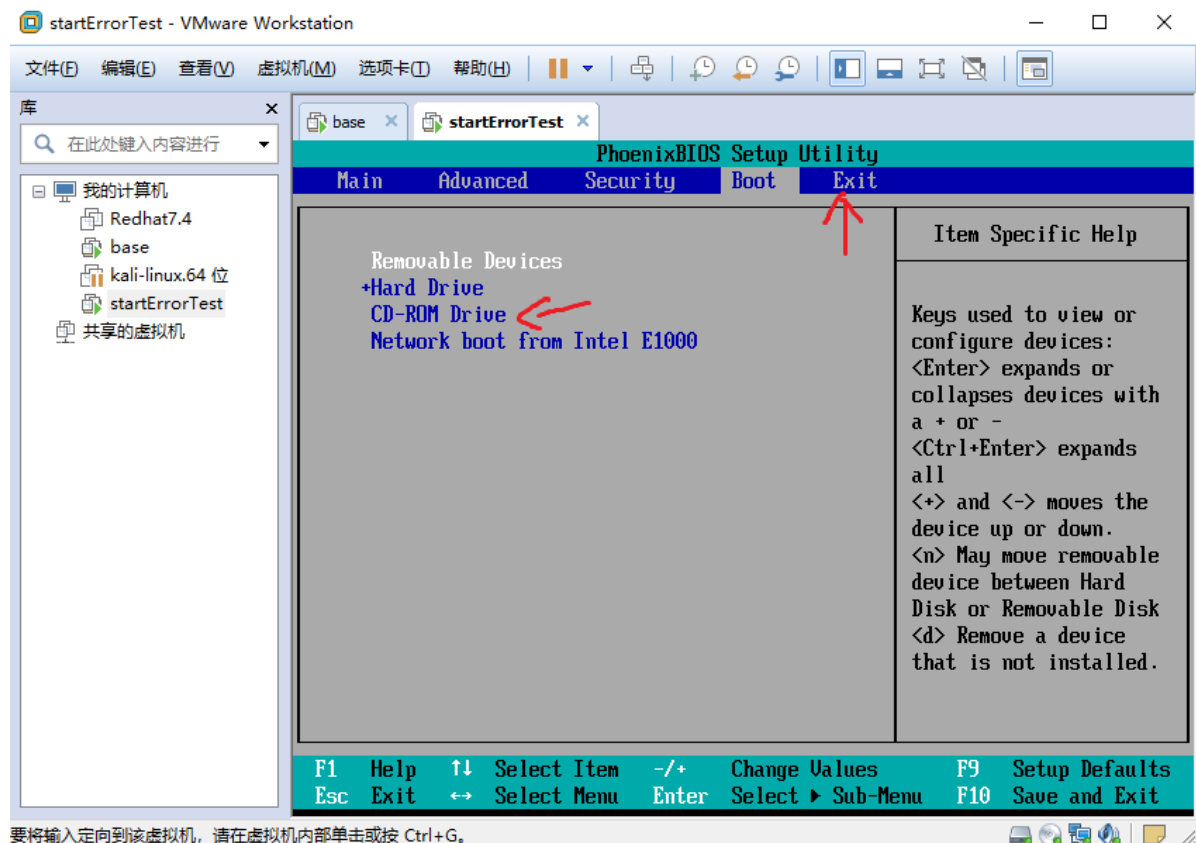 startErrorTest - VMware Workstation
文件(F) 编辑(E) 查看(V) 虚拟机(M) 选项卡(T) 帮助(H)
库
在此处键入内容进行
我的计算机
Redhat7.4
base
kali-linux.64 位
startErrorTest
共享的虚拟机
base startErrorTest
PhoenixBIOS Setup Utility
Main Advanced Security Boot Exit
Removable Devices
+Hard Drive
CD-ROM Drive
Network boot from Intel E1000
Item Specific Help
Keys used to view or
configure devices:
<Enter> expands or
collapses devices with
a + or -
<Ctrl+Enter> expands
all
<+> and <-> moves the
device up or down.
<n> May move removable
device between Hard
Disk or Removable Disk
<d> Remove a device
that is not installed.
F1 Help ↑↓ Select Item -/+ Change Values F9 Setup Defaults
Esc Exit ↔ Select Menu Enter Select ▶ Sub-Menu F10 Save and Exit
要将输入定向到该虚拟机，请在虚拟机内部单击或按 Ctrl+G。